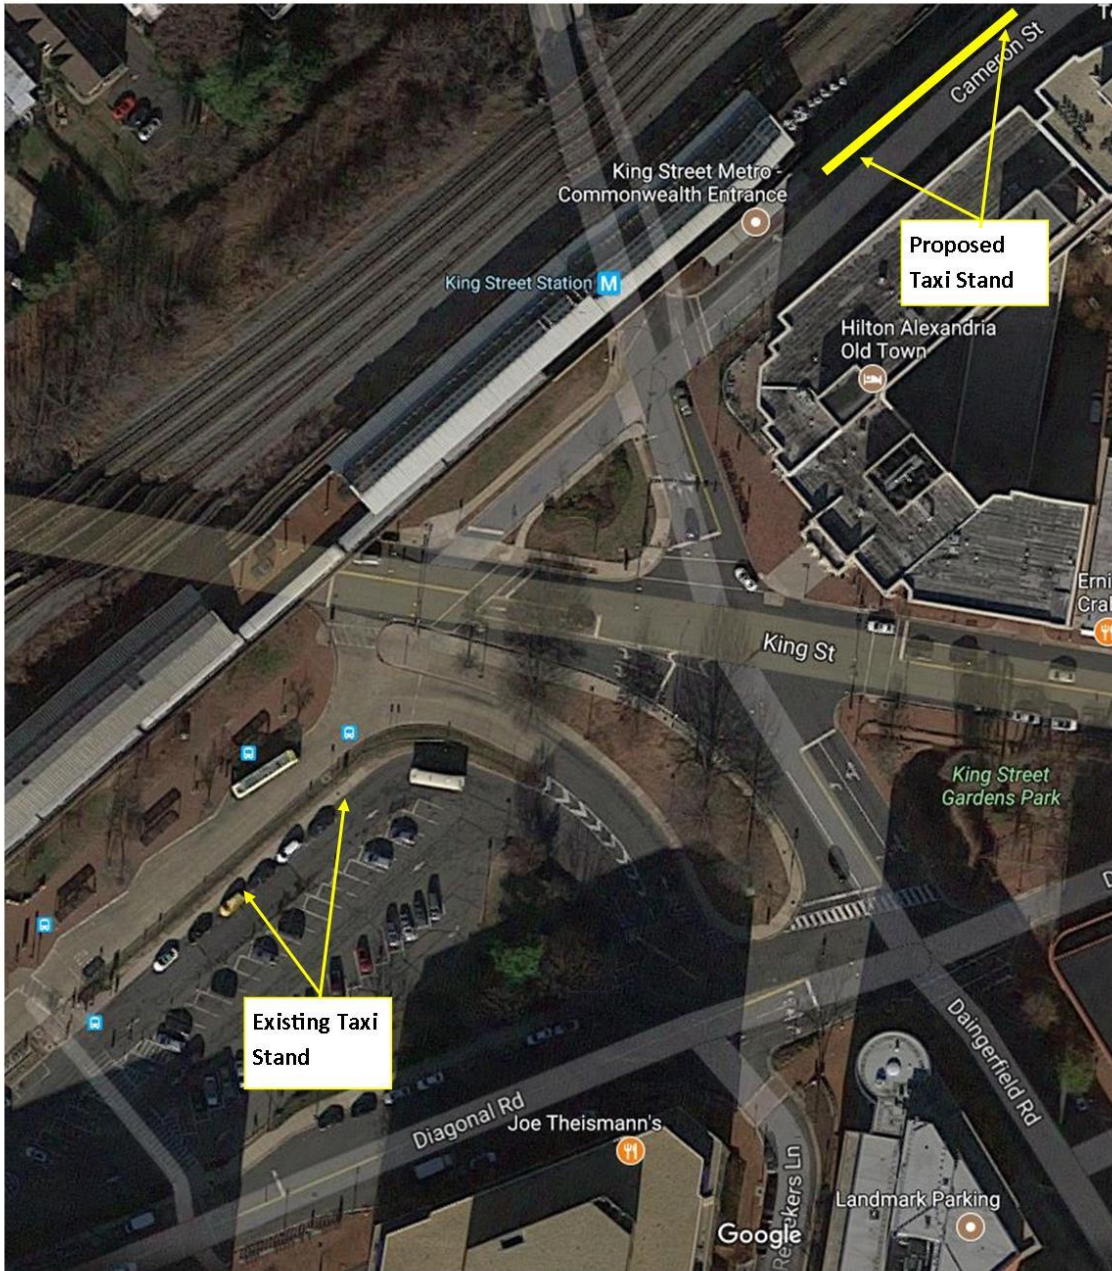 Cameron St
King Street Metro -
Commonwealth Entrance
Proposed
Taxi Stand
King Street Station M
Hilton Alexandria
Old Town
King St
King Street
Gardens Park
Existing Taxi
Stand
Diagonal Rd
Daingerfield Rd
Joe Theismann's
Landmark Parking
Google